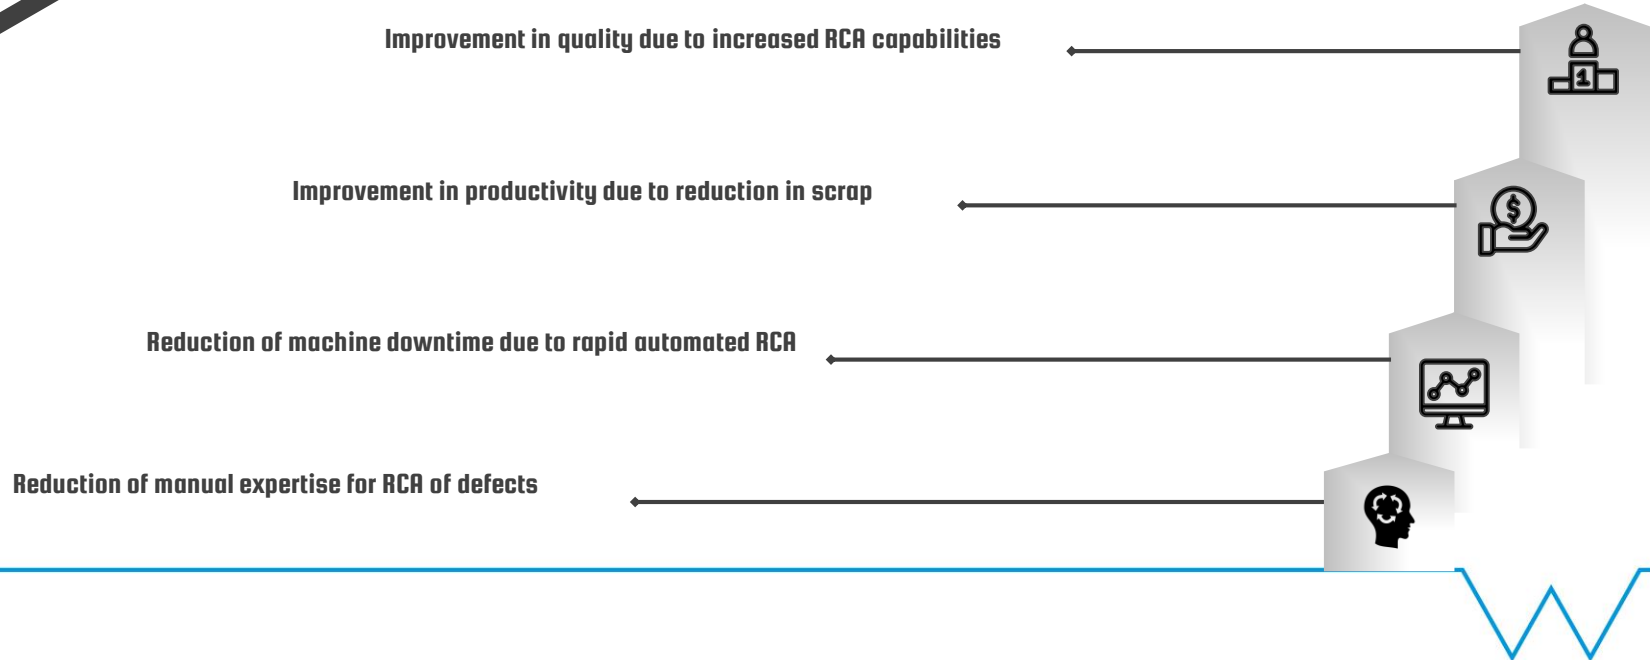 Improvement in quality due to increased RCA capabilities
1
Improvement in productivity due to reduction in scrap
$
Reduction of machine downtime due to rapid automated RCA
Reduction of manual expertise for RCA of defects